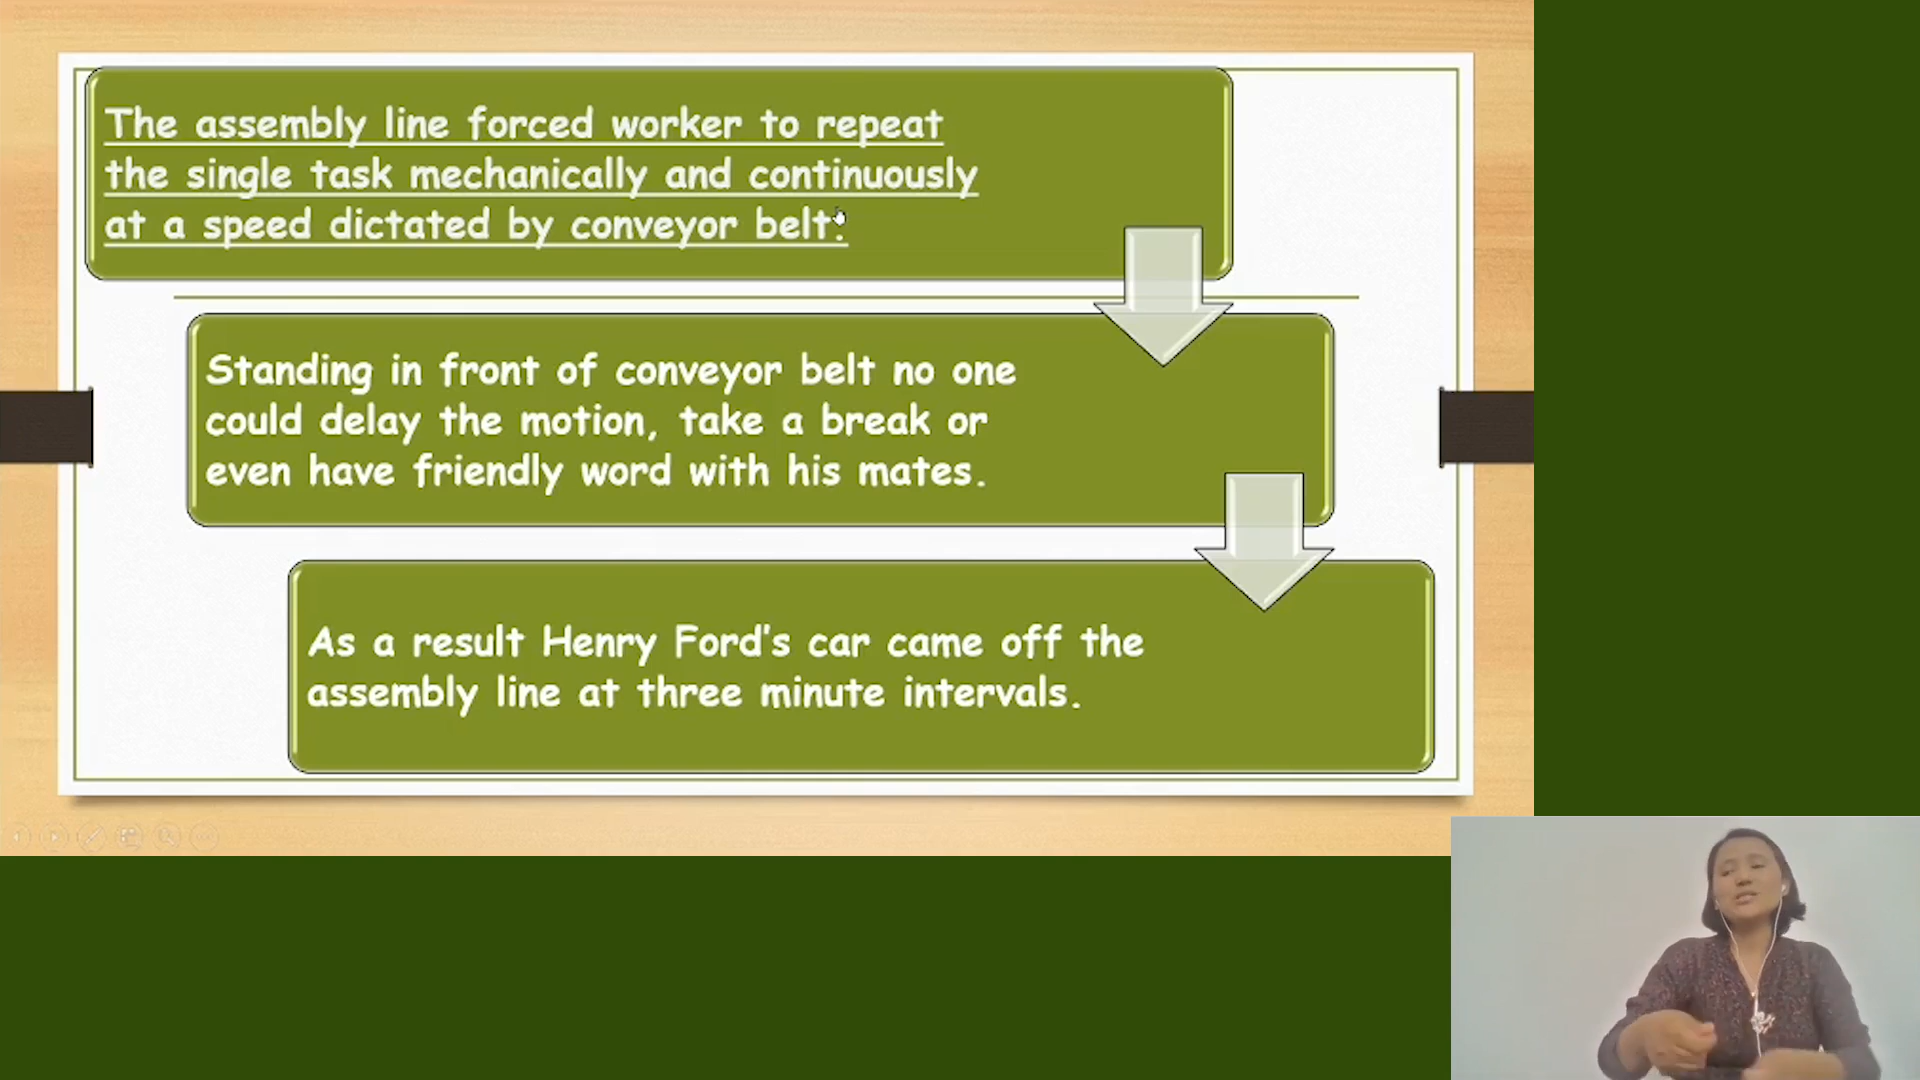 The assembly line forced worker to repeat
the single task mechanically and continuously
at a speed dictated by conveyor belt.
Standing in front of conveyor belt no one
could delay the motion, take a break or
even have friendly word with his mates.
As a result Henry Ford's car came off the
assembly line at three minute intervals.